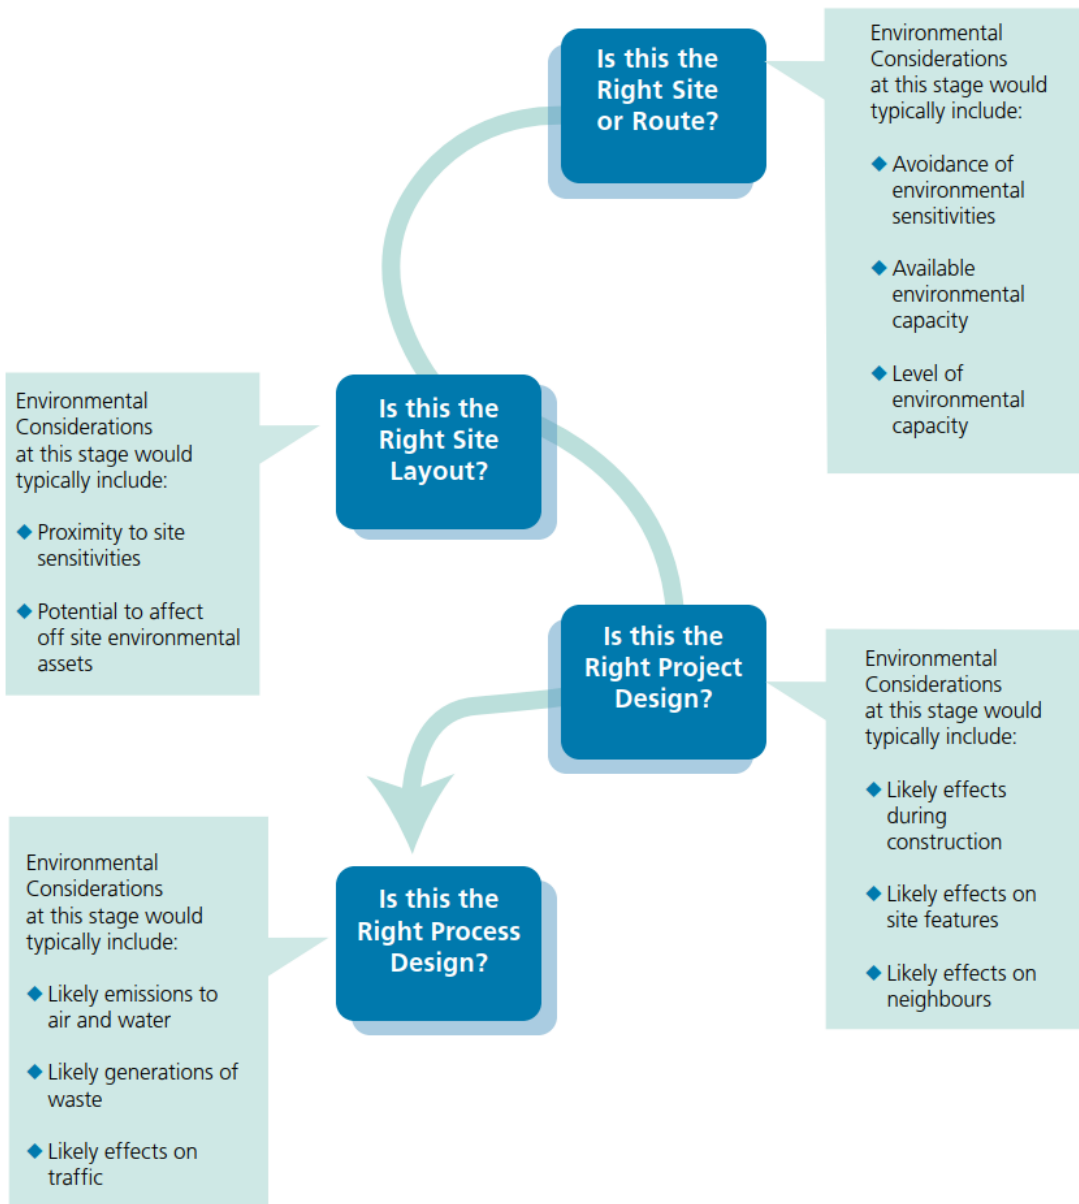 Is this the
Right Site
or Route?
Environmental
Considerations
at this stage would
typically include:
◆ Avoidance of
environmental
sensitivities
◆ Available
environmental
capacity
◆ Level of
environmental
capacity
Is this the
Right Site
Layout?
Environmental
Considerations
at this stage would
typically include:
◆ Proximity to site
sensitivities
◆ Potential to affect
off site environmental
assets
Is this the
Right Project
Design?
Environmental
Considerations
at this stage would
typically include:
◆ Likely effects
during
construction
◆ Likely effects on
site features
◆ Likely effects on
neighbours
Is this the
Right Process
Design?
Environmental
Considerations
at this stage would
typically include:
◆ Likely emissions to
air and water
◆ Likely generations of
waste
◆ Likely effects on
traffic